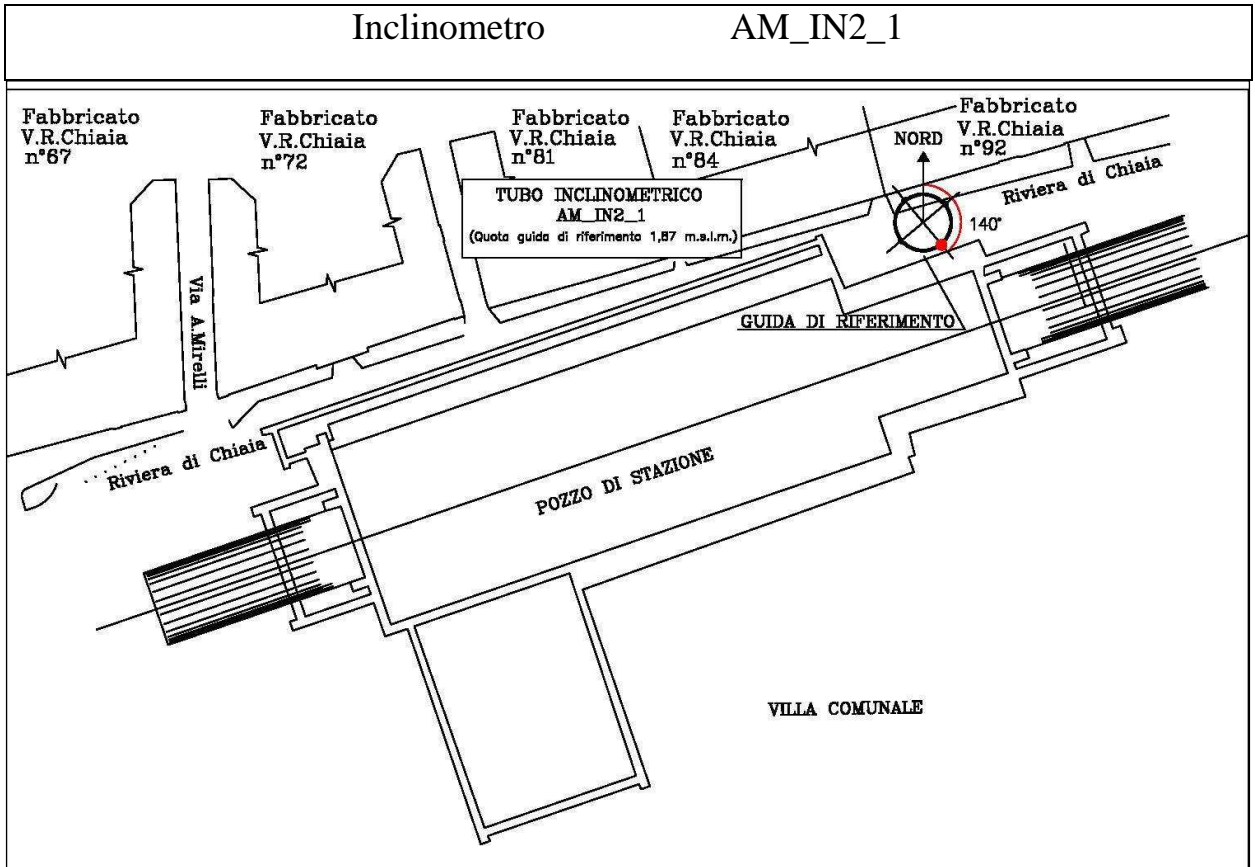 Inclinometro AM_IN2_1
Fabbricato
V.R.Chiaia
n°67
Fabbricato
V.R.Chiaia
n°72
Fabbricato
V.R.Chiaia
n°81
Fabbricato
V.R.Chiaia
n°84
Fabbricato
V.R.Chiaia
n°92
NORD
TUBO INCLINOMETRICO
AM_IN2_1
(Quota guida di riferimento 1,67 m.s.l.m.)
Riviera di Chiaia
140°
GUIDA DI RIFERIMENTO
Via A.Mirelli
Riviera di Chiaia
POZZO DI STAZIONE
VILLA COMUNALE